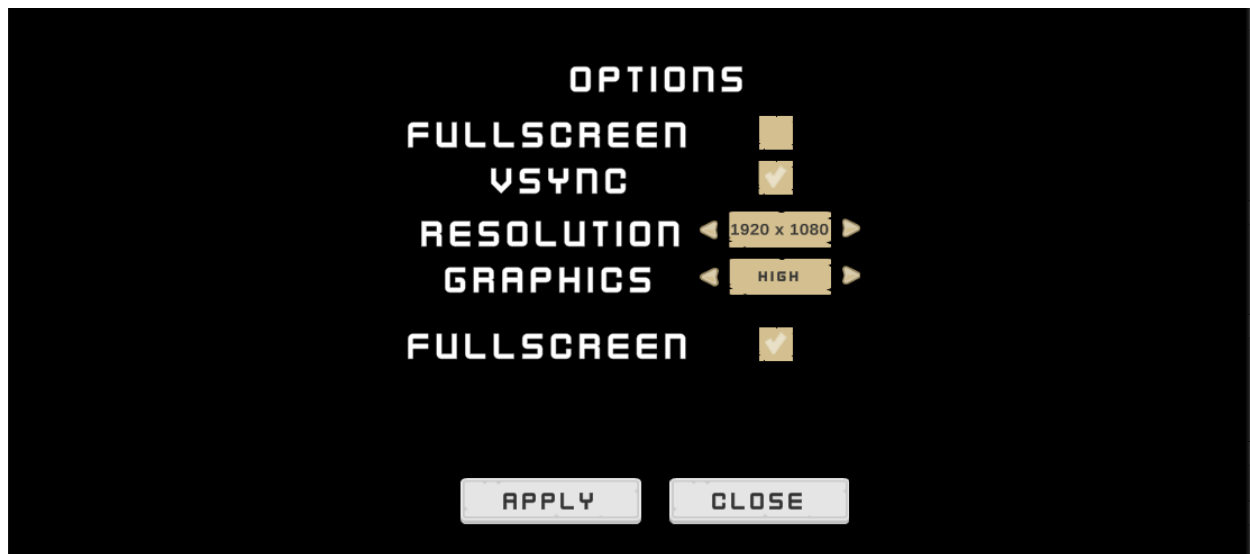 OPTIONS
FULLSCREEN
VSYNC
RESOLUTION 1920 x 1080
GRAPHICS HIGH
FULLSCREEN
APPLY CLOSE